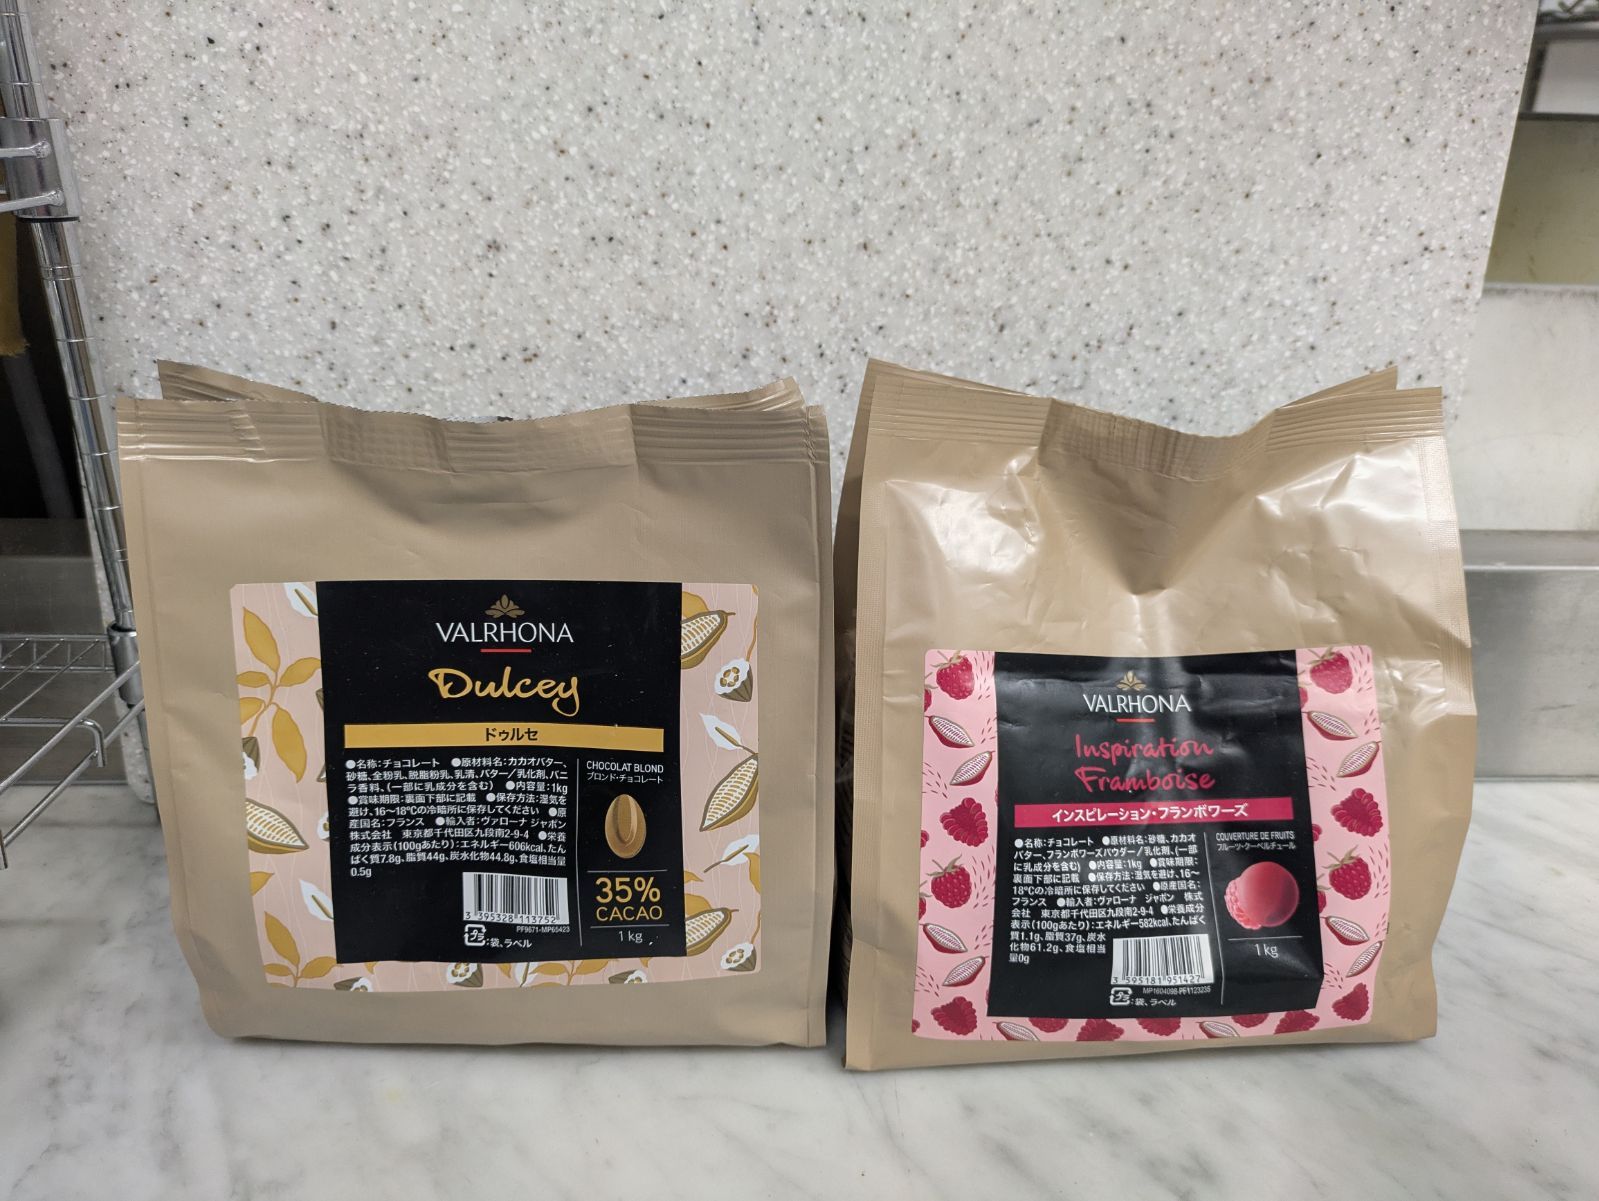 VALRHONA
Dulcey
ドゥルセ
●名称:チョコレート ●原材料名:カカオバター、
砂糖、全粉乳、脱脂粉乳、乳清、バター/乳化剤、バニ
ラ香料、(一部に乳成分を含む) ●内容量:1kg
●賞味期限:裏面下部に記載 ●保存方法:湿気を
避け、16~18℃の冷暗所に保存してください ●原
産国名:フランス ●輸入者:ヴァローナ ジャポン
株式会社 東京都千代田区九段南2-9-4 ●栄養
成分表示(100gあたり):エネルギー606kcal、たん
ぱく質7.8g、脂質44g、炭水化物44.8g、食塩相当量
0.5g
CHOCOLAT BLOND
ブロンド・チョコレート
35%
CACAO
1 kg
3 395328 113752
PF9671-MP65423
プラ:袋、ラベル
VALRHONA
Inspiration
Framboise
インスピレーション・フランボワーズ
●名称:チョコレート ●原材料名:砂糖、カカオ
バター、フランボワーズパウダー/乳化剤、(一部
に乳成分を含む) ●内容量:1kg ●賞味期限:
裏面下部に記載 ●保存方法:湿気を避け、16~
18℃の冷暗所に保存してください ●原産国名:
フランス ●輸入者:ヴァローナ ジャポン 株式
会社 東京都千代田区九段南2-9-4 ●栄養成分
表示(100gあたり):エネルギー582kcal、たんぱく
質1.1g、脂質37g、炭水
化物61.2g、食塩相当
量0g
COUVERTURE DE FRUITS
フルーツ・クーベルチュール
1 kg
3 395181 951427
MP1604098-PF1123235
プラ:袋、ラベル